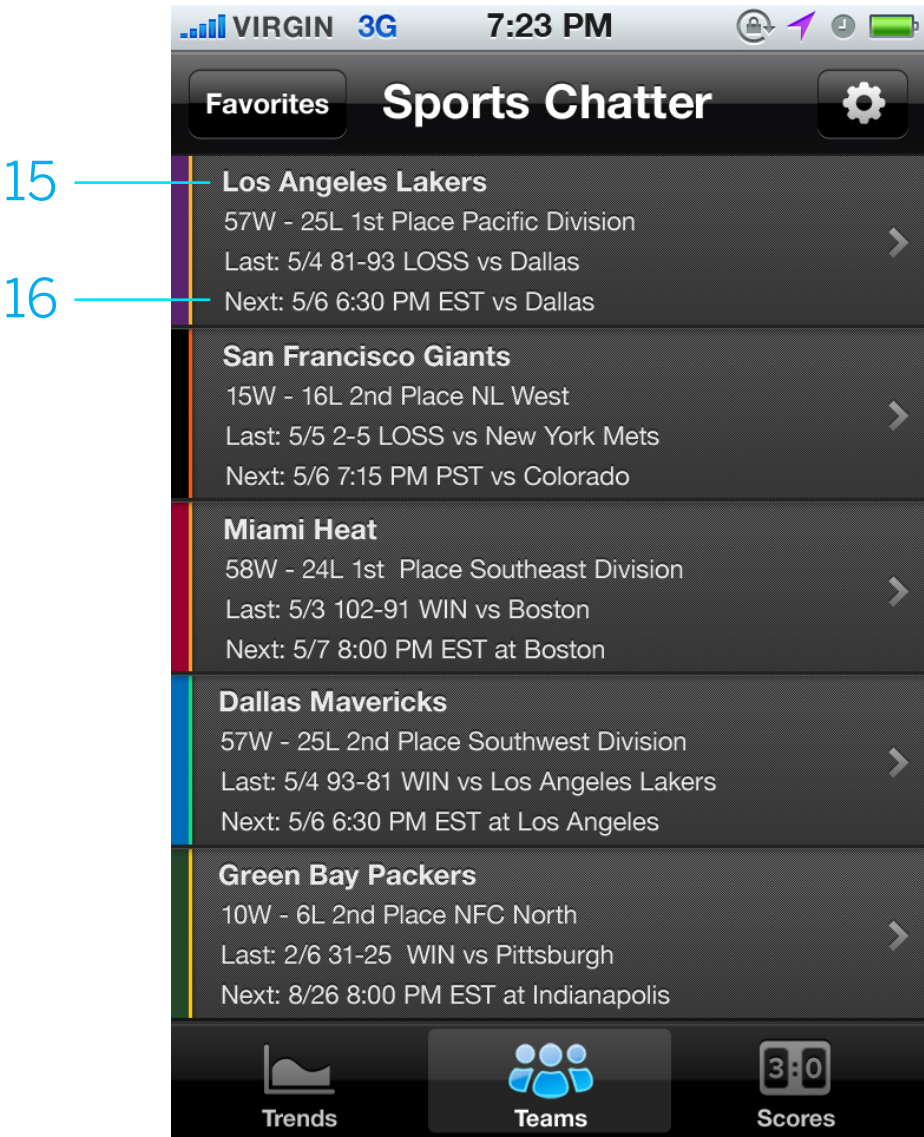 VIRGIN 3G 7:23 PM
Favorites Sports Chatter
15
Los Angeles Lakers
57W - 25L 1st Place Pacific Division
Last: 5/4 81-93 LOSS vs Dallas
16
Next: 5/6 6:30 PM EST vs Dallas
San Francisco Giants
15W - 16L 2nd Place NL West
Last: 5/5 2-5 LOSS vs New York Mets
Next: 5/6 7:15 PM PST vs Colorado
Miami Heat
58W - 24L 1st  Place Southeast Division
Last: 5/3 102-91 WIN vs Boston
Next: 5/7 8:00 PM EST at Boston
Dallas Mavericks
57W - 25L 2nd Place Southwest Division
Last: 5/4 93-81 WIN vs Los Angeles Lakers
Next: 5/6 6:30 PM EST at Los Angeles
Green Bay Packers
10W - 6L 2nd Place NFC North
Last: 2/6 31-25  WIN vs Pittsburgh
Next: 8/26 8:00 PM EST at Indianapolis
3:0
Trends Teams Scores